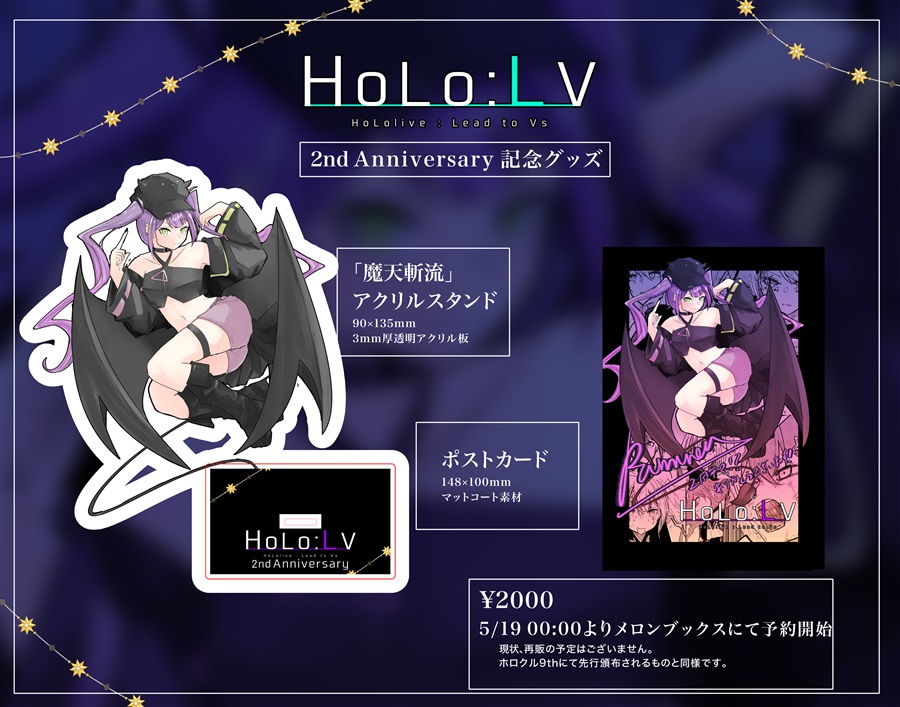 HoLo:LV
HoLolive : Lead to Vs
2nd Anniversary 記念グッズ
「魔天斬流」
アクリルスタンド
90×135mm
3mm厚透明アクリル板
ポストカード
148×100mm
マットコート素材
HoLo:LV
HoLolive : Lead to Vs
2nd Anniversary
HoLo:LV
¥2000
5/19 00:00よりメロンブックスにて予約開始
現状、再販の予定はございません。
ホロクル9thにて先行頒布されるものと同様です。